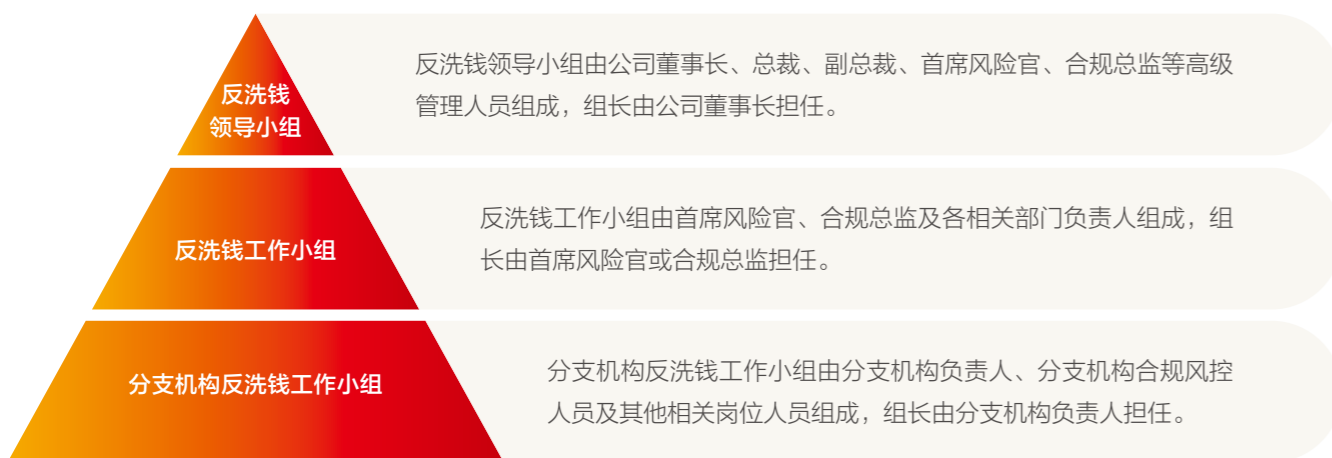 反洗钱
领导小组
反洗钱领导小组由公司董事长、总裁、副总裁、首席风险官、合规总监等高级
管理人员组成，组长由公司董事长担任。
反洗钱工作小组
反洗钱工作小组由首席风险官、合规总监及各相关部门负责人组成，组
长由首席风险官或合规总监担任。
分支机构反洗钱工作小组
分支机构反洗钱工作小组由分支机构负责人、分支机构合规风控
人员及其他相关岗位人员组成，组长由分支机构负责人担任。